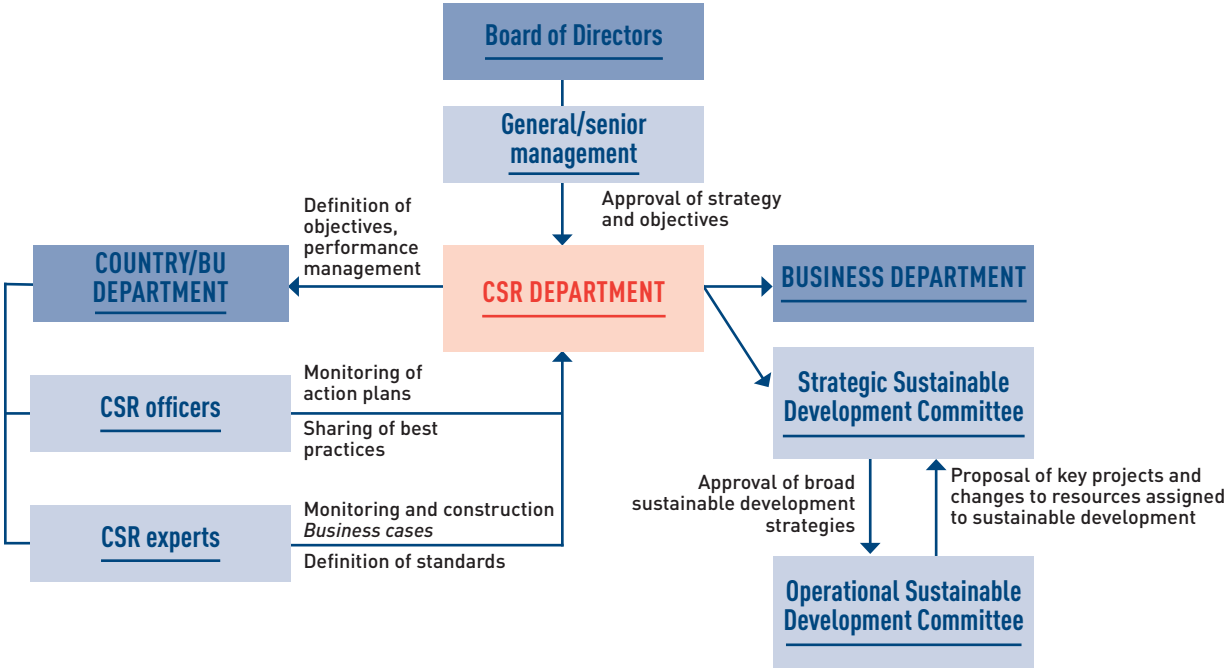 Board of Directors
General/senior
management
Approval of strategy
and objectives
Definition of
objectives,
performance
management
COUNTRY/BU
DEPARTMENT
CSR DEPARTMENT
BUSINESS DEPARTMENT
CSR officers
Monitoring of
action plans
Sharing of best
practices
Strategic Sustainable
Development Committee
CSR experts
Monitoring and construction
Business cases
Definition of standards
Approval of broad
sustainable development
strategies
Proposal of key projects and
changes to resources assigned
to sustainable development
Operational Sustainable
Development Committee